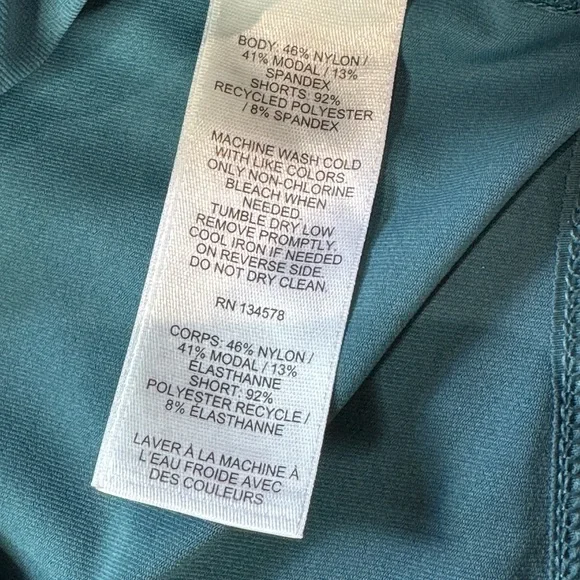 BODY: 46% NYLON /
41% MODAL / 13%
SPANDEX
SHORTS: 92%
RECYCLED POLYESTER
/ 8% SPANDEX
MACHINE WASH COLD
WITH LIKE COLORS.
ONLY NON-CHLORINE
BLEACH WHEN
NEEDED.
TUMBLE DRY LOW
REMOVE PROMPTLY.
COOL IRON IF NEEDED
ON REVERSE SIDE.
DO NOT DRY CLEAN.
RN 134578
CORPS: 46% NYLON /
41% MODAL / 13%
ÉLASTHANNE
SHORT: 92%
POLYESTER RECYCLE /
8% ÉLASTHANNE
LAVER À LA MACHINE À
L'EAU FROIDE AVEC
DES COULEURS